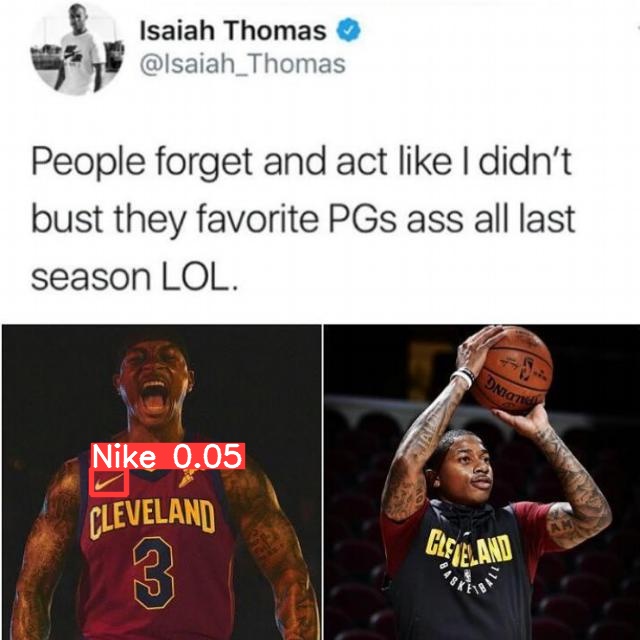 Isaiah Thomas
@Isaiah_Thomas
People forget and act like I didn't
bust they favorite PGs ass all last
season LOL.
Nike 0.05
CLEVELAND
3
SPALDING
CLEVELAND
BASKETBALL